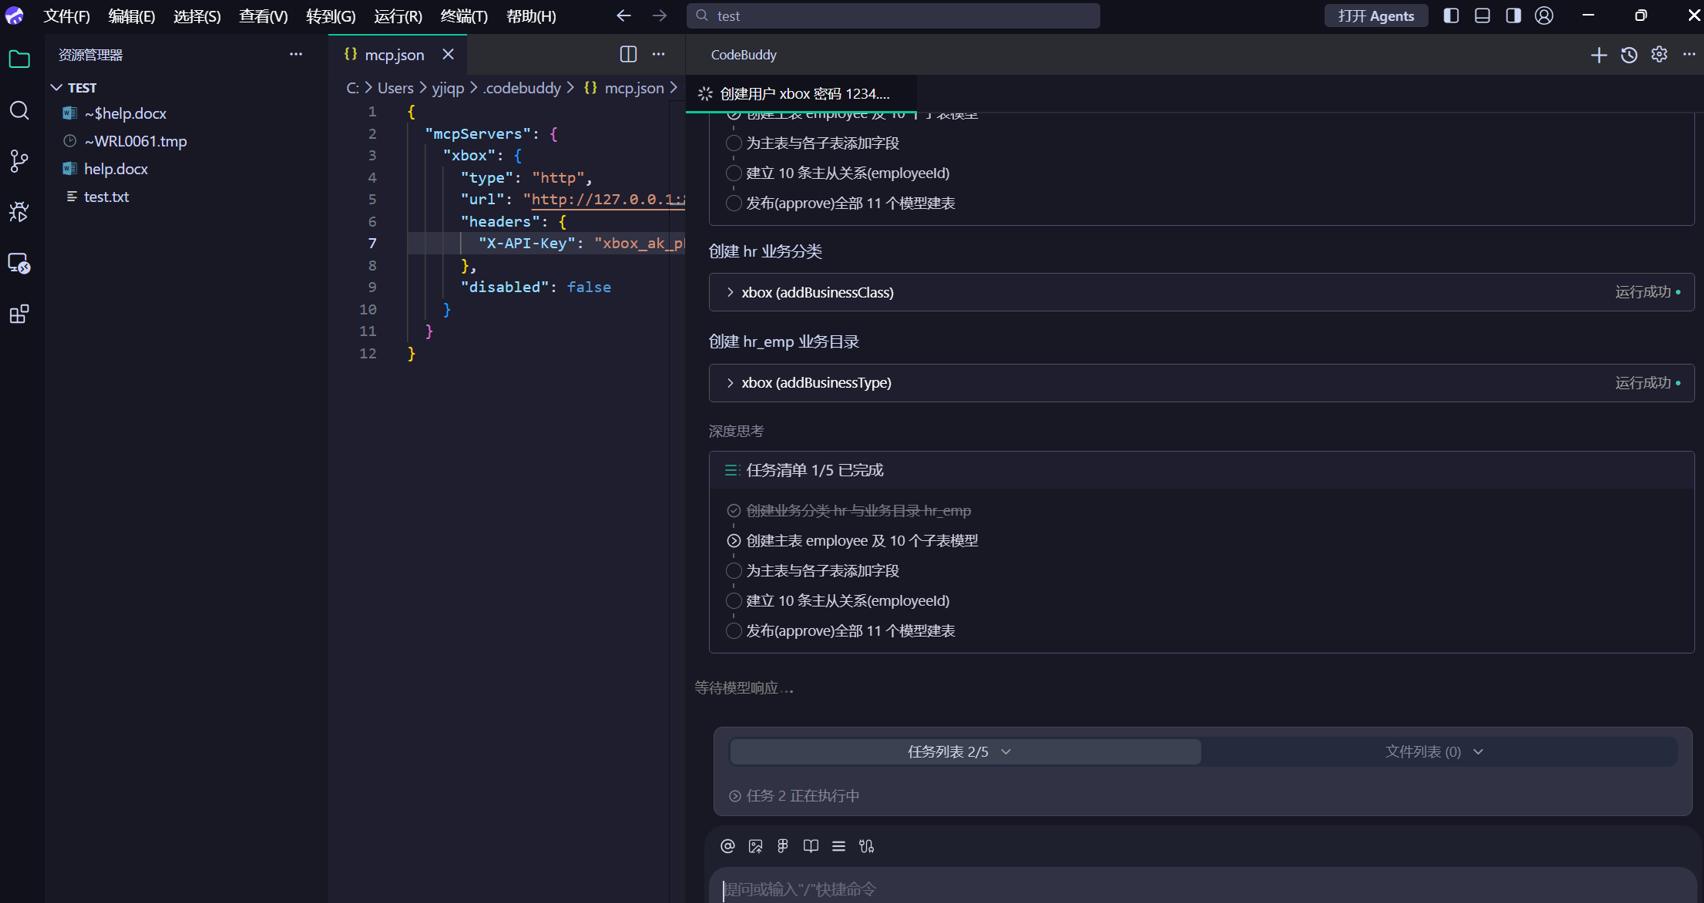 文件(F) 编辑(E) 选择(S) 查看(V) 转到(G) 运行(R) 终端(T) 帮助(H) test 打开 Agents
资源管理器
TEST
~$help.docx
~WRL0061.tmp
help.docx
test.txt
{} mcp.json
C: > Users > yjiqp > .codebuddy > {} mcp.json >
1 {
2 "mcpServers": {
3 "xbox": {
4 "type": "http",
5 "url": "http://127.0.0.1:
6 "headers": {
7 "X-API-Key": "xbox_ak_p
8 },
9 "disabled": false
10 }
11 }
12 }
CodeBuddy
创建用户 xbox 密码 1234....
创建主表 employee 及 10 个子表模型
为主表与各子表添加字段
建立 10 条主从关系(employeeId)
发布(approve)全部 11 个模型建表
创建 hr 业务分类
xbox (addBusinessClass) 运行成功
创建 hr_emp 业务目录
xbox (addBusinessType) 运行成功
深度思考
任务清单 1/5 已完成
创建业务分类 hr 与业务目录 hr_emp
创建主表 employee 及 10 个子表模型
为主表与各子表添加字段
建立 10 条主从关系(employeeId)
发布(approve)全部 11 个模型建表
等待模型响应...
任务列表 2/5 文件列表 (0)
任务 2 正在执行中
提问或输入"/"快捷命令